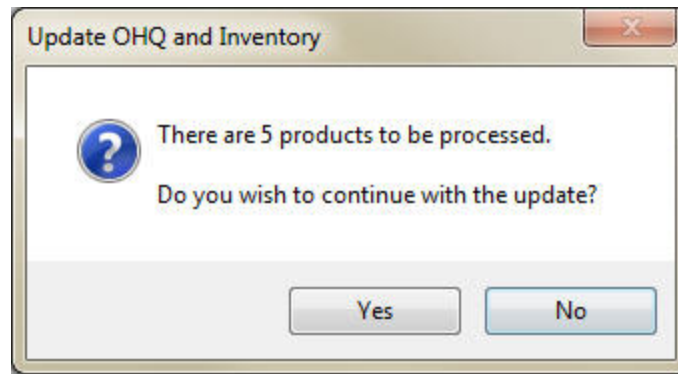 Update OHQ and Inventory
There are 5 products to be processed.
Do you wish to continue with the update?
Yes No